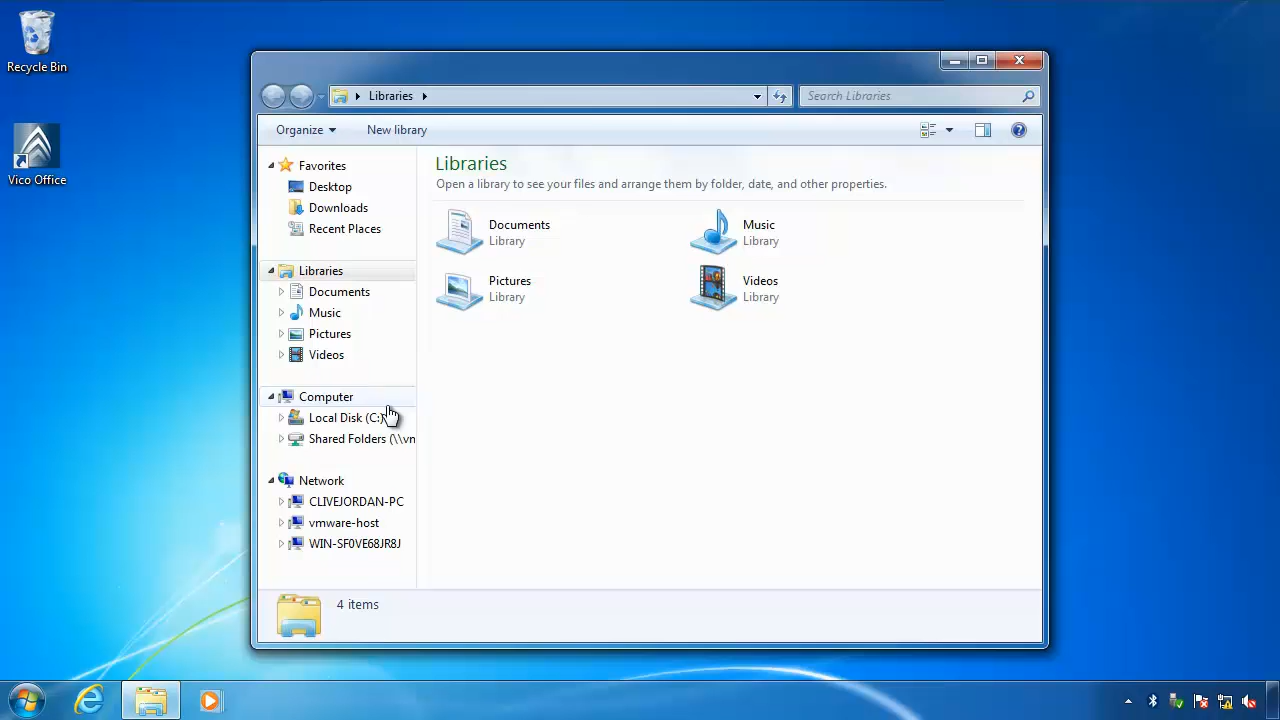 Recycle Bin
Vico Office
Libraries
Search Libraries
Organize
New library
Favorites
Desktop
Downloads
Recent Places
Libraries
Documents
Music
Pictures
Videos
Computer
Local Disk (C:)
Shared Folders (\\vn
Network
CLIVEJORDAN-PC
vmware-host
WIN-SF0VE68JR8J
Libraries
Open a library to see your files and arrange them by folder, date, and other properties.
Documents
Library
Music
Library
Pictures
Library
Videos
Library
4 items